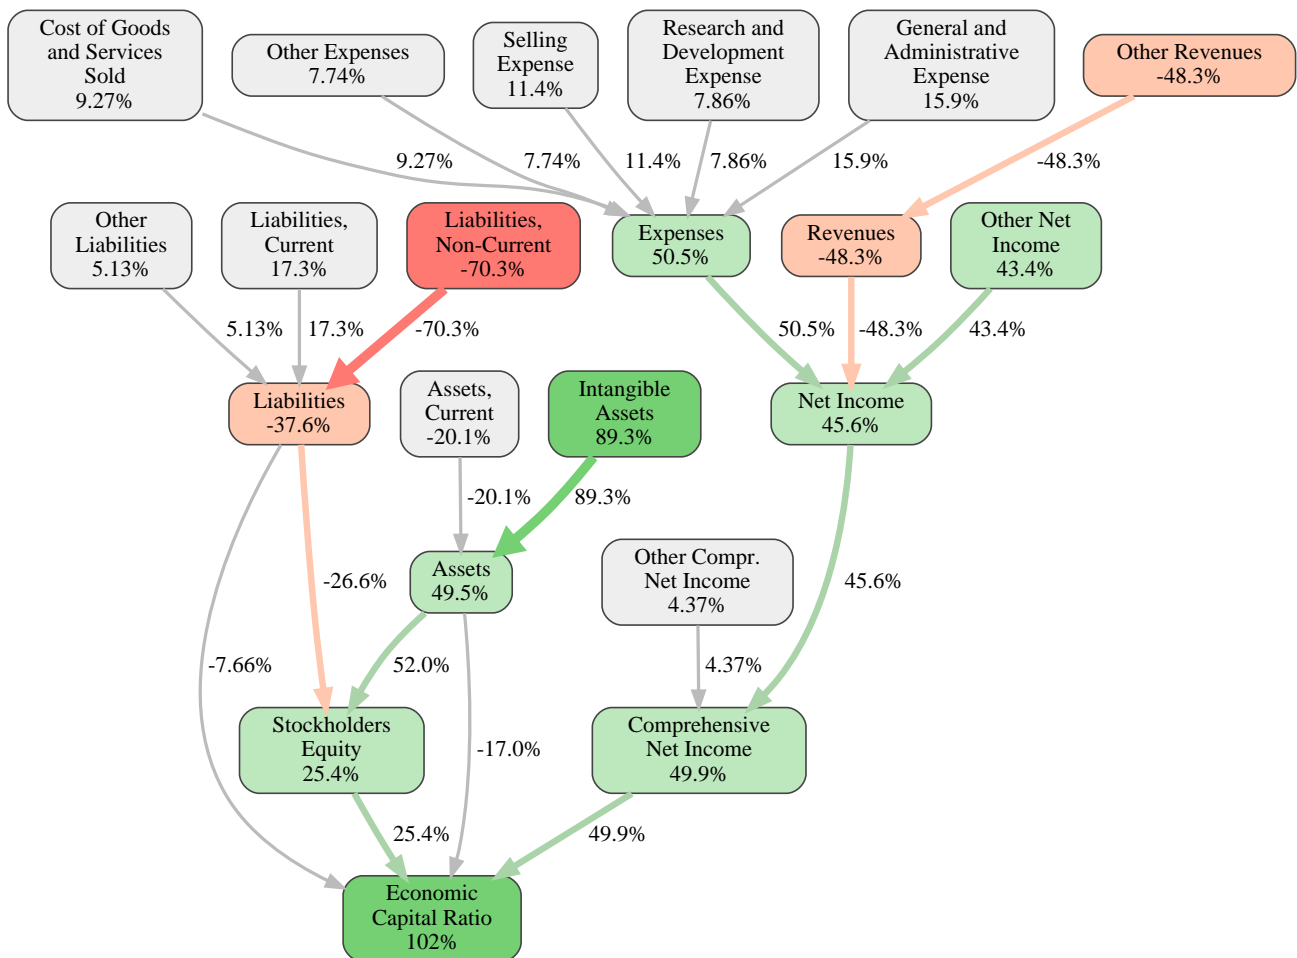 Cost of Goods
and Services
Sold
9.27%
Other Expenses
7.74%
Selling
Expense
11.4%
Research and
Development
Expense
7.86%
General and
Administrative
Expense
15.9%
Other Revenues
-48.3%
9.27%
7.74%
11.4%
7.86%
15.9%
-48.3%
Other
Liabilities
5.13%
Liabilities,
Current
17.3%
Liabilities,
Non-Current
-70.3%
Expenses
50.5%
Revenues
-48.3%
Other Net
Income
43.4%
5.13%
17.3%
-70.3%
50.5%
-48.3%
43.4%
Liabilities
-37.6%
Assets,
Current
-20.1%
Intangible
Assets
89.3%
Net Income
45.6%
-20.1%
89.3%
Assets
49.5%
Other Compr.
Net Income
4.37%
-26.6%
45.6%
-7.66%
52.0%
4.37%
Stockholders
Equity
25.4%
-17.0%
Comprehensive
Net Income
49.9%
25.4%
49.9%
Economic
Capital Ratio
102%